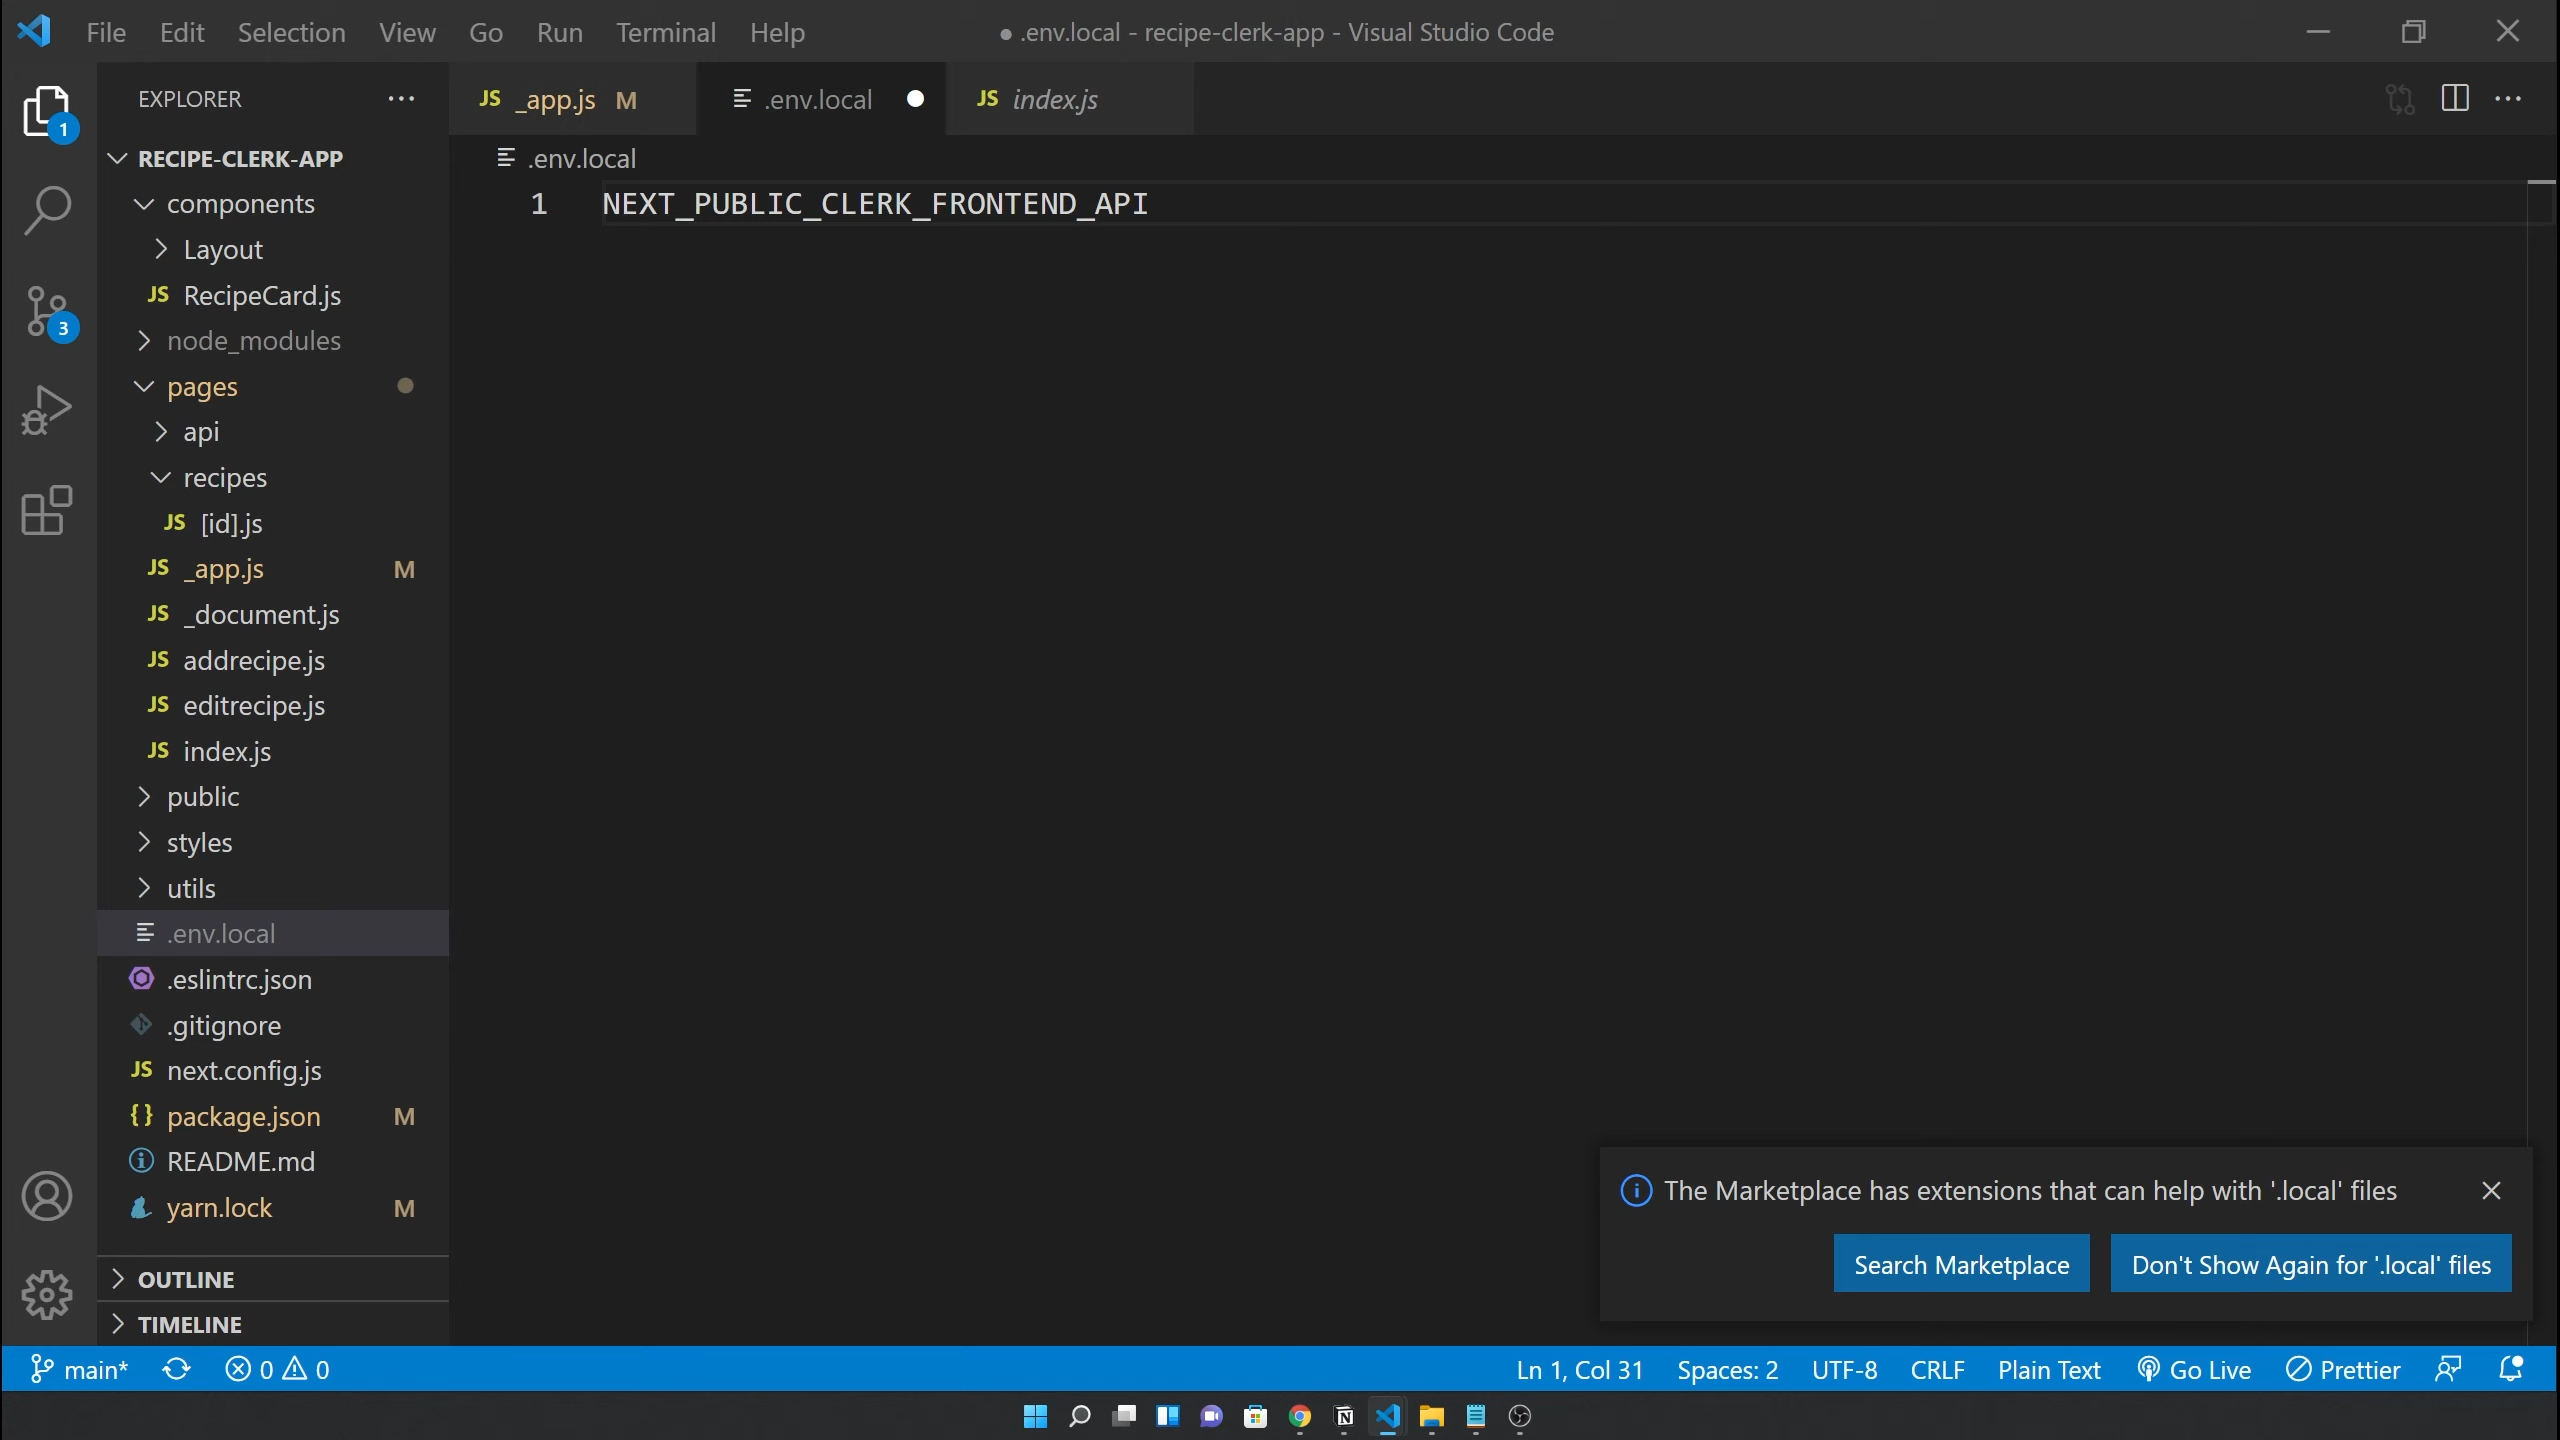 File Edit Selection View Go Run Terminal Help
● .env.local - recipe-clerk-app - Visual Studio Code
EXPLORER
JS _app.js M
.env.local
JS index.js
RECIPE-CLERK-APP
.env.local
components
1 NEXT_PUBLIC_CLERK_FRONTEND_API
Layout
JS RecipeCard.js
node_modules
pages
api
recipes
JS [id].js
JS _app.js M
JS _document.js
JS addrecipe.js
JS editrecipe.js
JS index.js
public
styles
utils
.env.local
.eslintrc.json
.gitignore
JS next.config.js
{} package.json M
README.md
yarn.lock M
OUTLINE
TIMELINE
1
3
The Marketplace has extensions that can help with '.local' files
Search Marketplace
Don't Show Again for '.local' files
main* 0 0
Ln 1, Col 31 Spaces: 2 UTF-8 CRLF Plain Text Go Live Prettier